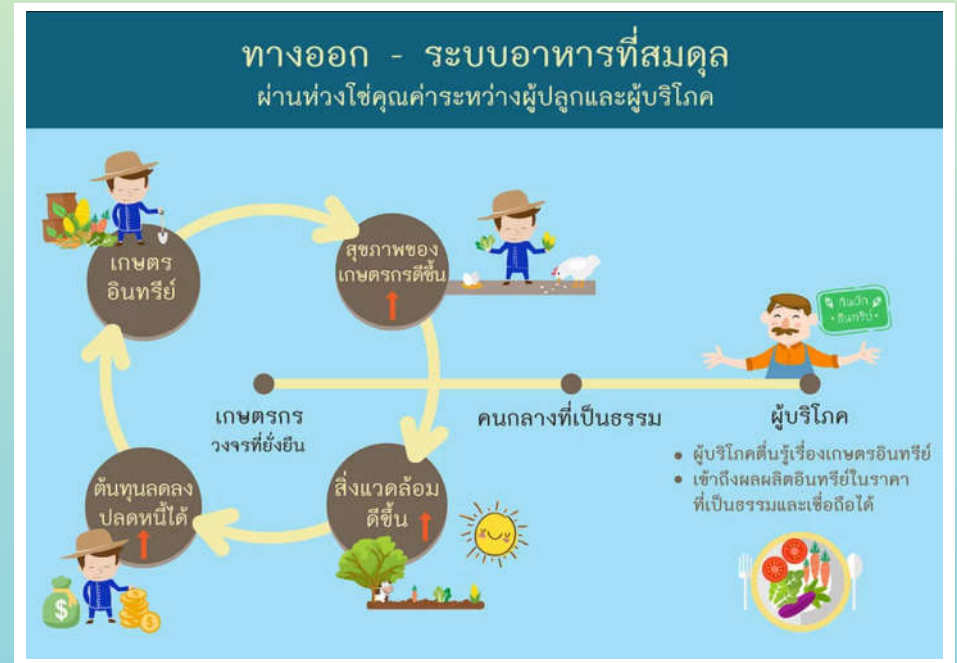 ทางออก - ระบบอาหารที่สมดุล
ผ่านห่วงโซ่คุณค่าระหว่างผู้ปลูกและผู้บริโภค
เกษตร
อินทรีย์
สุขภาพของ
เกษตรกรดีขึ้น
กินผัก
อินทรีย์
เกษตรกร
วงจรที่ยั่งยืน
คนกลางที่เป็นธรรม
ผู้บริโภค
• ผู้บริโภคตื่นรู้เรื่องเกษตรอินทรีย์
• เข้าถึงผลผลิตอินทรีย์ในราคา
ที่เป็นธรรมและเชื่อถือได้
ต้นทุนลดลง
ปลดหนี้ได้
สิ่งแวดล้อม
ดีขึ้น
$
$